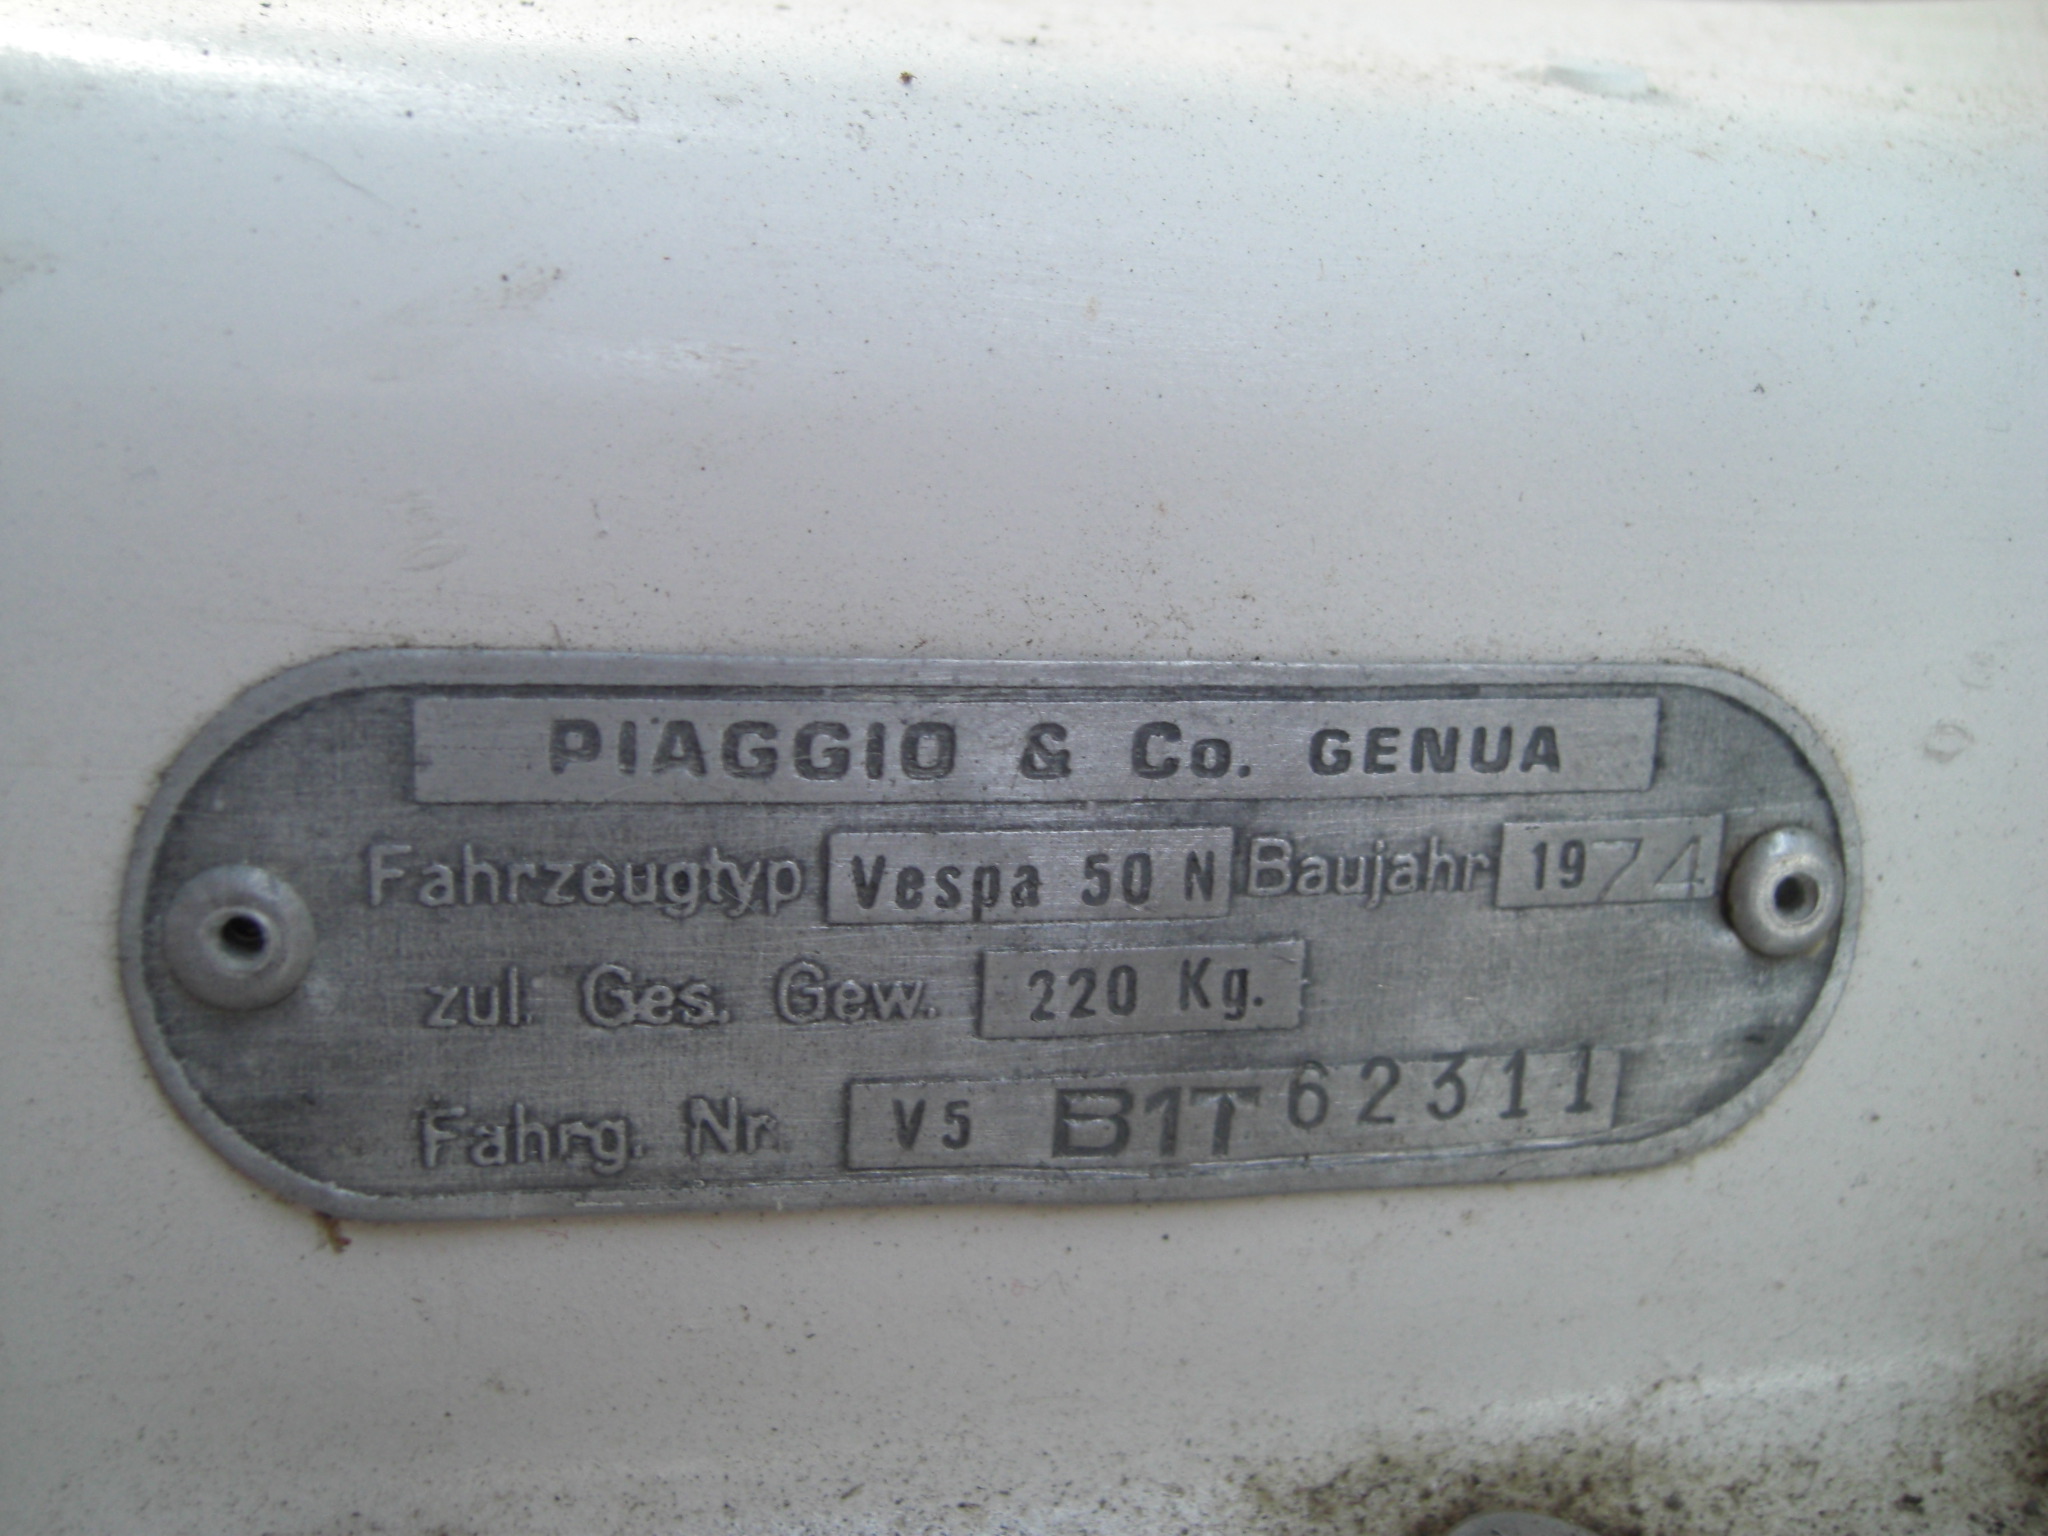 PIAGGIO & Co. GENUA
Fahrzeugtyp Vespa 50 N Baujahr 1974
zul. Ges. Gew. 220 Kg.
Fahrg. Nr. V5 B1T 62311